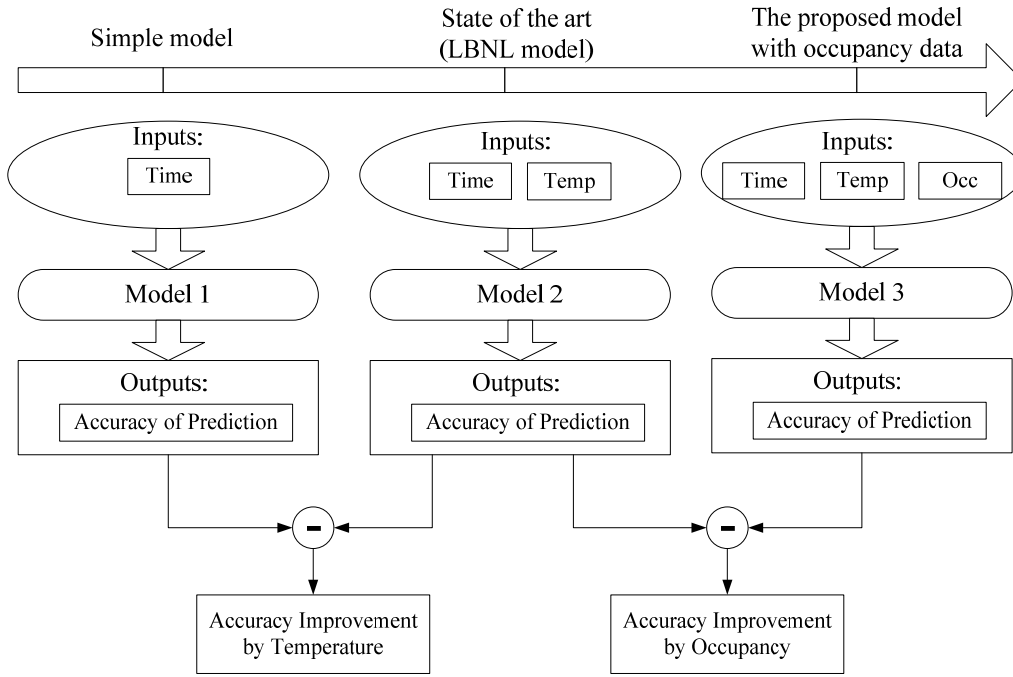 Simple model
State of the art
(LBNL model)
The proposed model
with occupancy data
Inputs:
Time
Inputs:
Time Temp
Inputs:
Time Temp Occ
Model 1
Model 2
Model 3
Outputs:
Accuracy of Prediction
Outputs:
Accuracy of Prediction
Outputs:
Accuracy of Prediction
-
-
Accuracy Improvement
by Temperature
Accuracy Improvement
by Occupancy